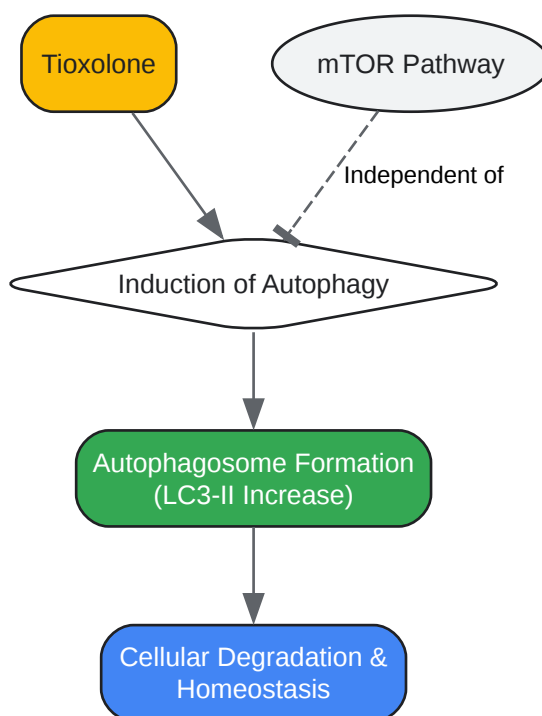 Tioxolone
mTOR Pathway
Independent of
Induction of Autophagy
Autophagosome Formation
(LC3-II Increase)
Cellular Degradation &
Homeostasis